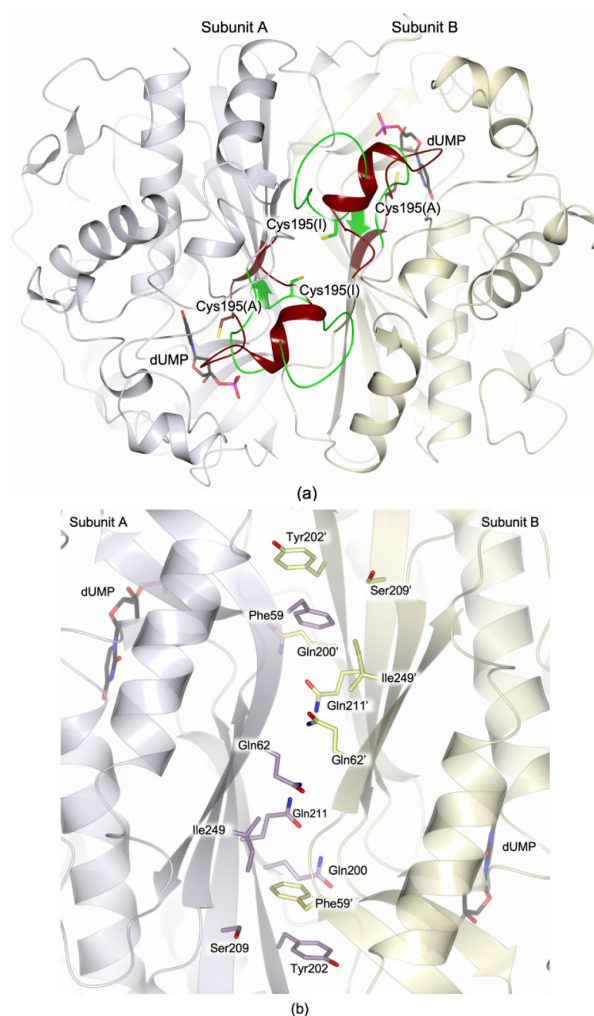 Subunit A
Subunit B
dUMP
Cys195(A)
Cys195(I)
Cys195(I)
Cys195(A)
dUMP
(a)
Subunit A
Subunit B
Tyr202'
dUMP
Ser209'
Phe59
Gln200'
Ile249'
Gln211'
Gln62
Gln62'
Gln211
Ile249
dUMP
Gln200
Phe59'
Ser209
Tyr202
(b)